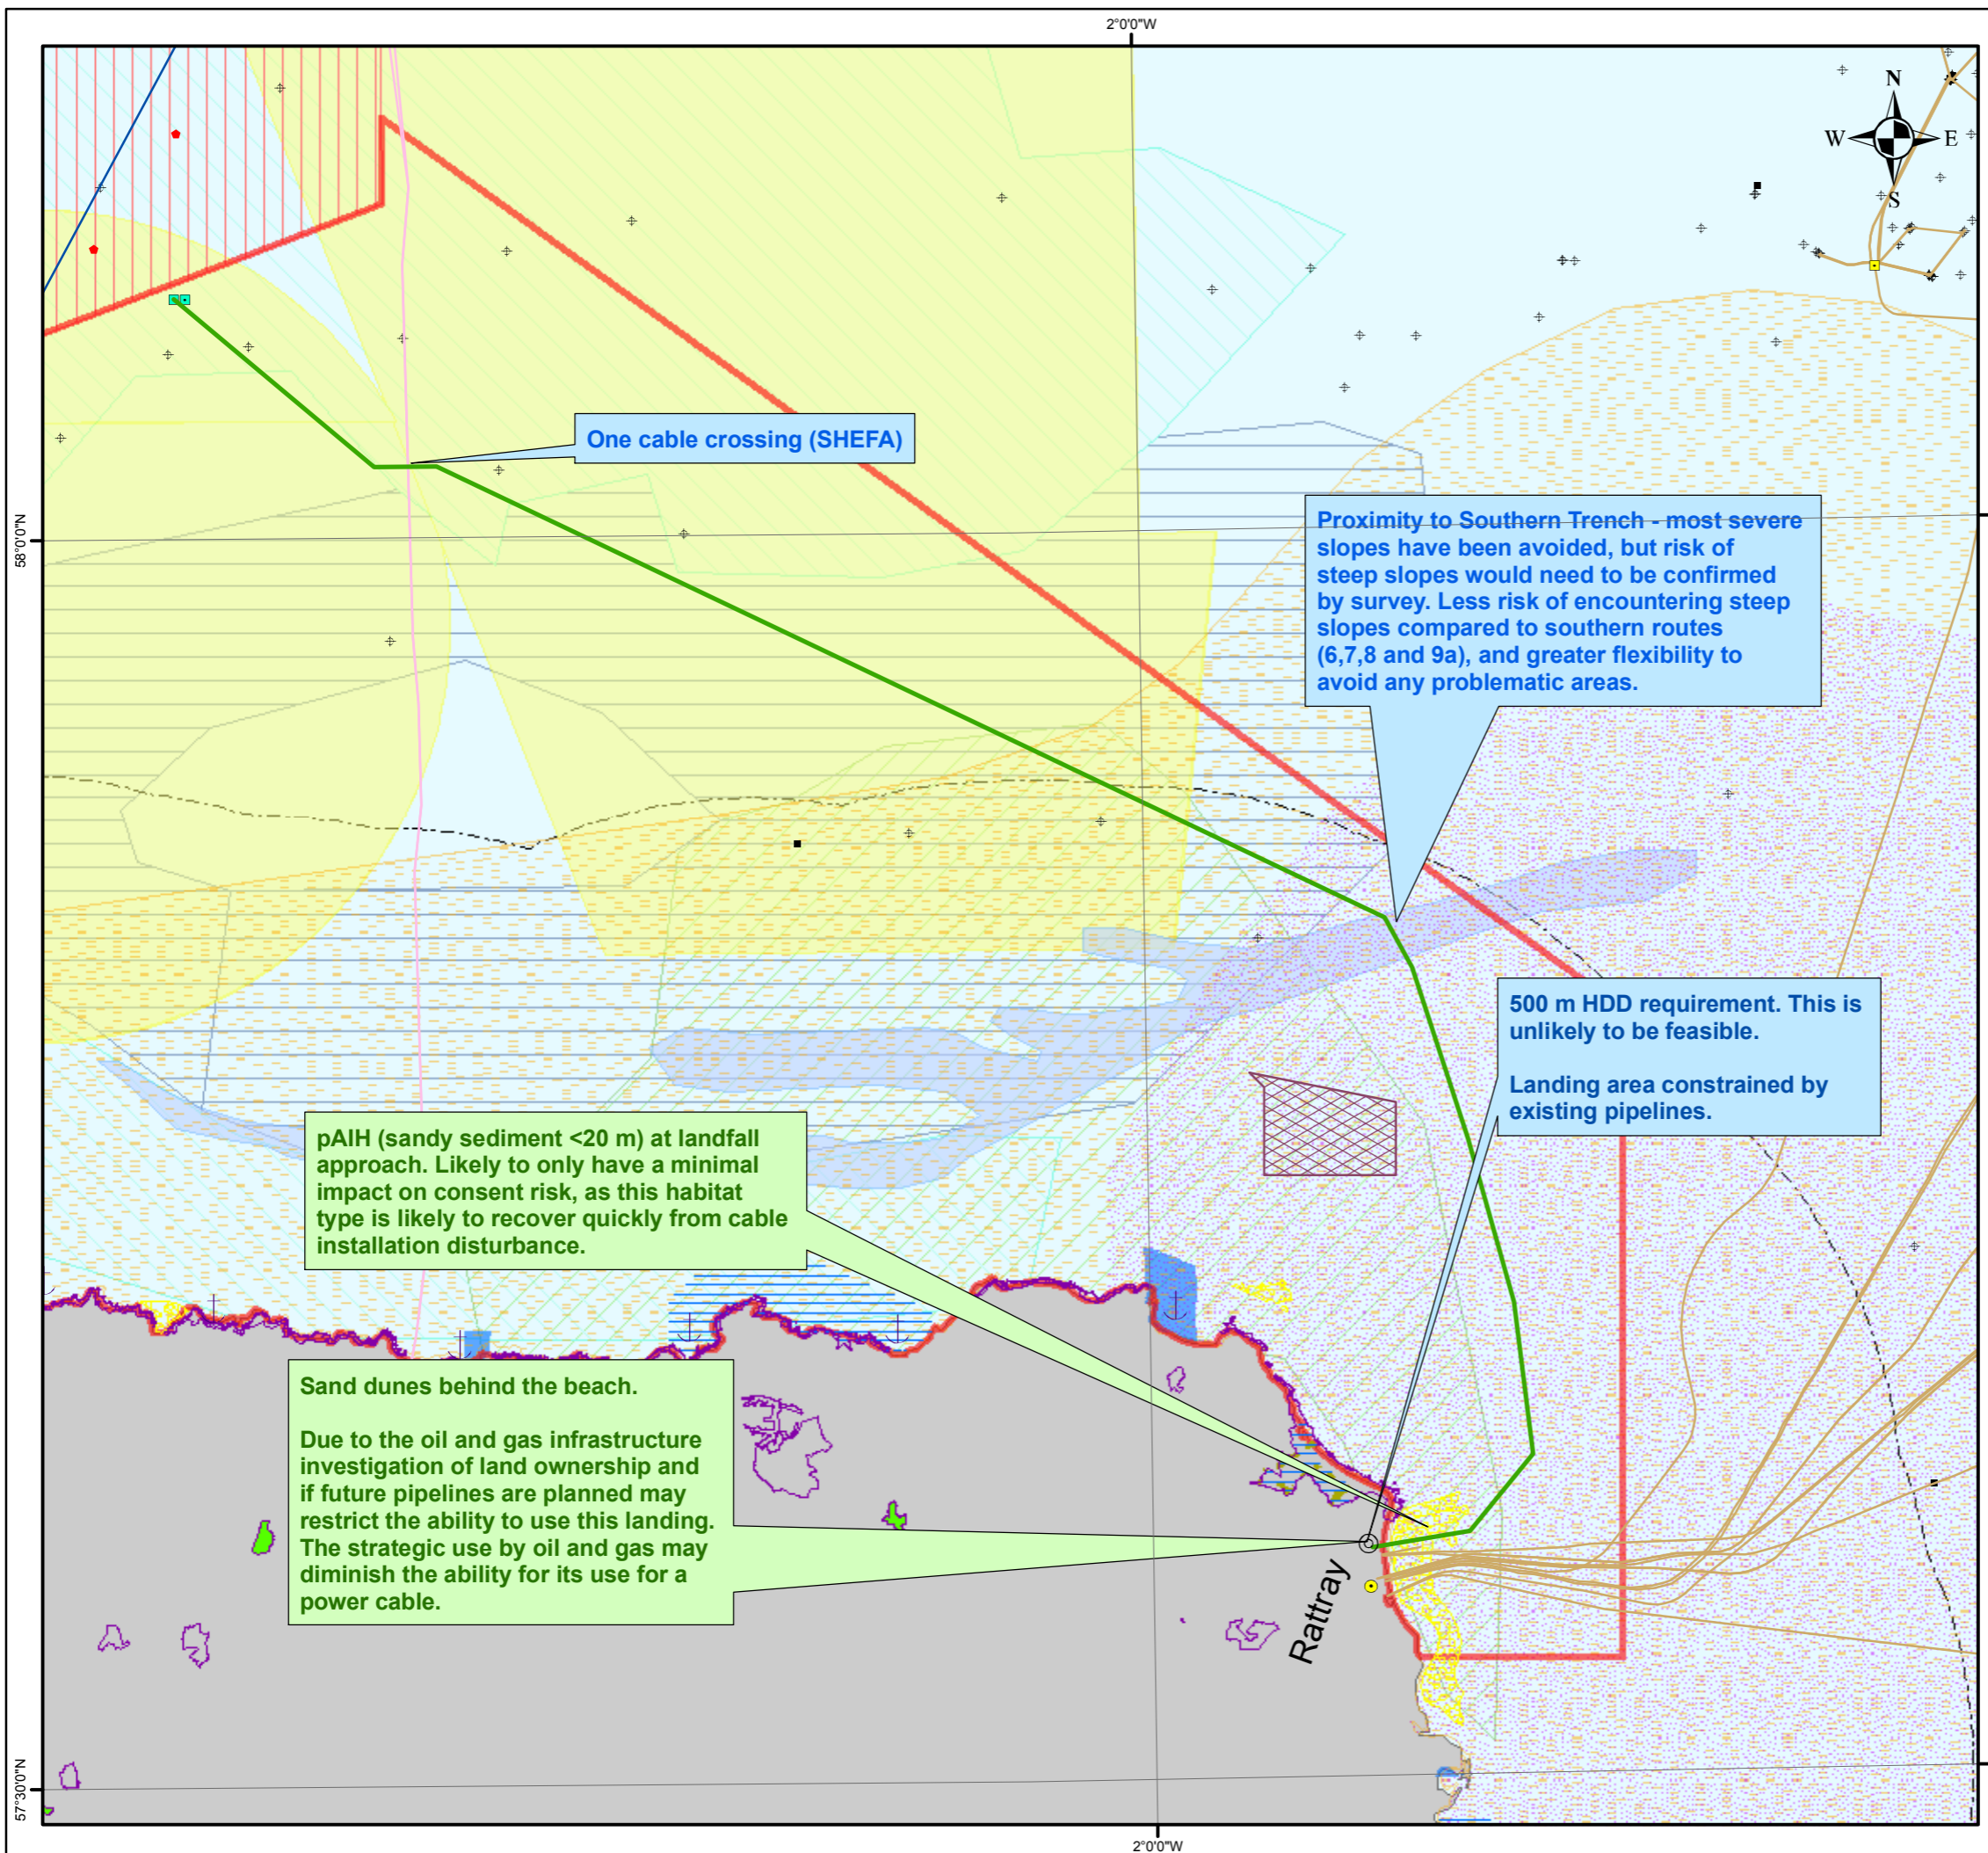 2°0'0"W
N
W
E
S
One cable crossing (SHEFA)
58°0'0"N
Proximity to Southern Trench - most severe
slopes have been avoided, but risk of
steep slopes would need to be confirmed
by survey. Less risk of encountering steep
slopes compared to southern routes
(6,7,8 and 9a), and greater flexibility to
avoid any problematic areas.
500 m HDD requirement. This is
unlikely to be feasible.
Landing area constrained by
existing pipelines.
pAIH (sandy sediment <20 m) at landfall
approach. Likely to only have a minimal
impact on consent risk, as this habitat
type is likely to recover quickly from cable
installation disturbance.
Sand dunes behind the beach.
Due to the oil and gas infrastructure
investigation of land ownership and
if future pipelines are planned may
restrict the ability to use this landing.
The strategic use by oil and gas may
diminish the ability for its use for a
power cable.
Rattray
57°30'0"N
2°0'0"W